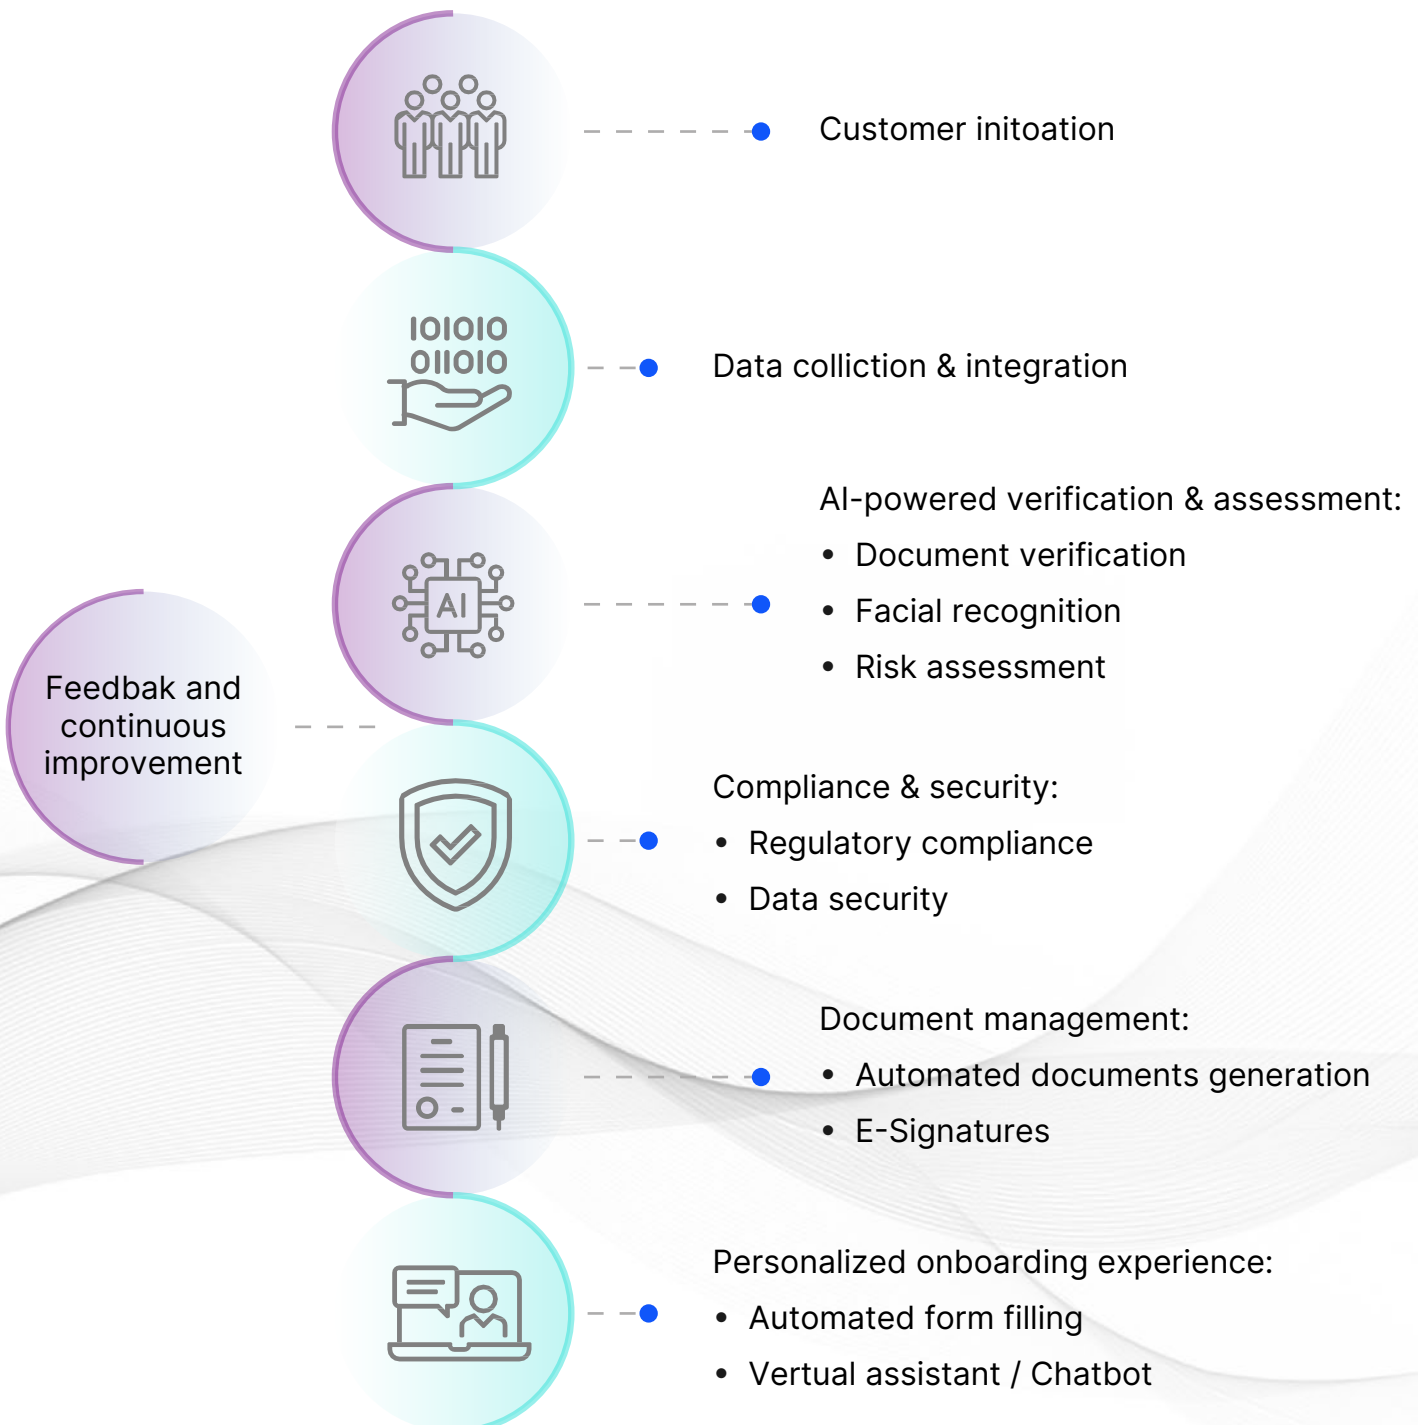 Customer initoation
101010
011010
Data colliction & integration
AI-powered verification & assessment:
• Document verification
• Facial recognition
• Risk assessment
AI
Feedbak and
continuous
improvement
Compliance & security:
• Regulatory compliance
• Data security
Document management:
• Automated documents generation
• E-Signatures
Personalized onboarding experience:
• Automated form filling
• Vertual assistant / Chatbot